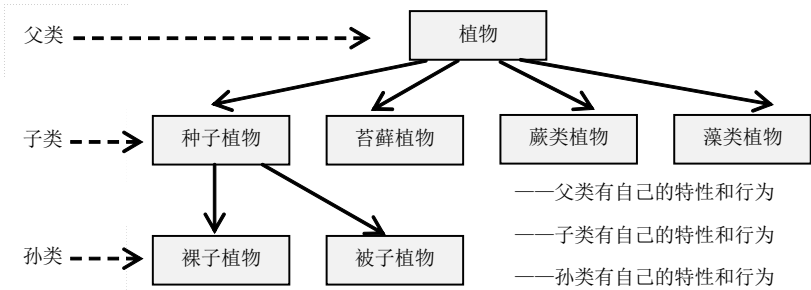 父类
植物
子类
种子植物
苔藓植物
蕨类植物
藻类植物
——父类有自己的特性和行为
——子类有自己的特性和行为
孙类
裸子植物
被子植物
——孙类有自己的特性和行为